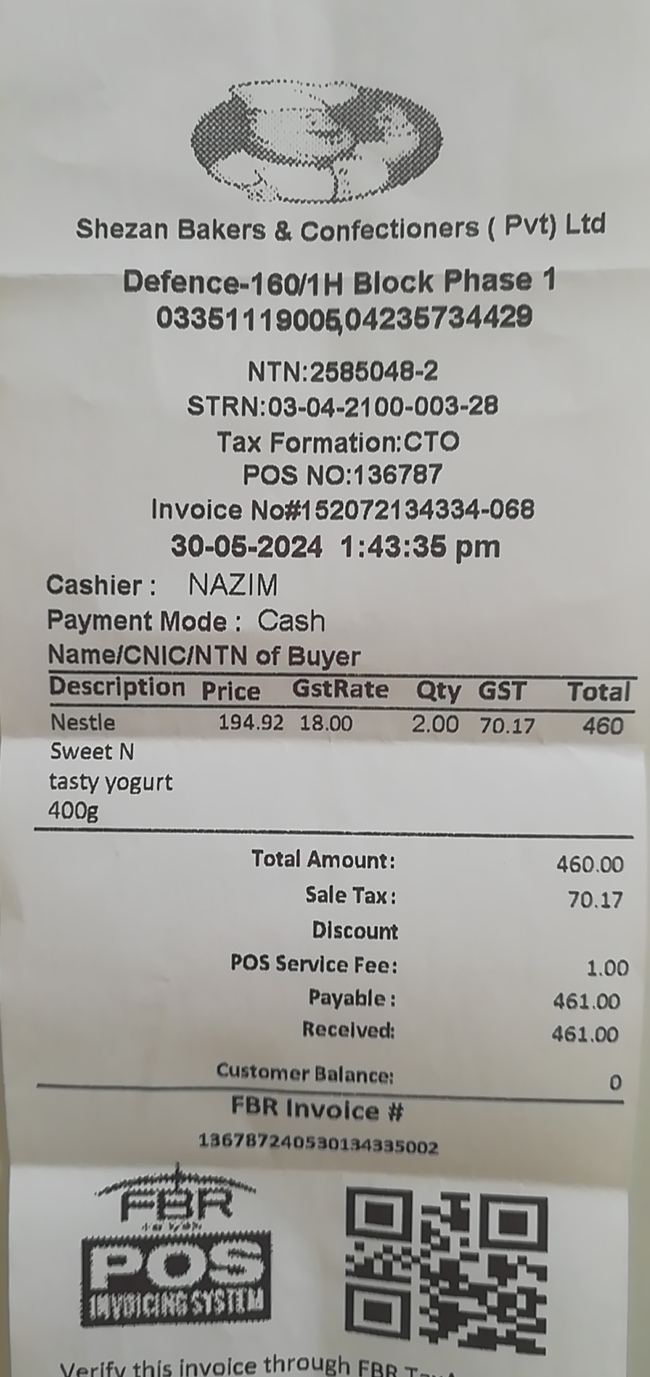 Shezan Bakers & Confectioners ( Pvt) Ltd
Defence-160/1H Block Phase 1
03351119005,04235734429
NTN:2585048-2
STRN:03-04-2100-003-28
Tax Formation:CTO
POS NO:136787
Invoice No#152072134334-068
30-05-2024 1:43:35 pm
Cashier : NAZIM
Payment Mode : Cash
Name/CNIC/NTN of Buyer
Description Price GstRate Qty GST Total
Nestle 194.92 18.00 2.00 70.17 460
Sweet N
tasty yogurt
400g
Total Amount: 460.00
Sale Tax: 70.17
Discount
POS Service Fee: 1.00
Payable: 461.00
Received: 461.00
Customer Balance: 0
FBR Invoice #
136787240530134335002
FBR
POS
INVOICING SYSTEM
Verify this invoice through FBR